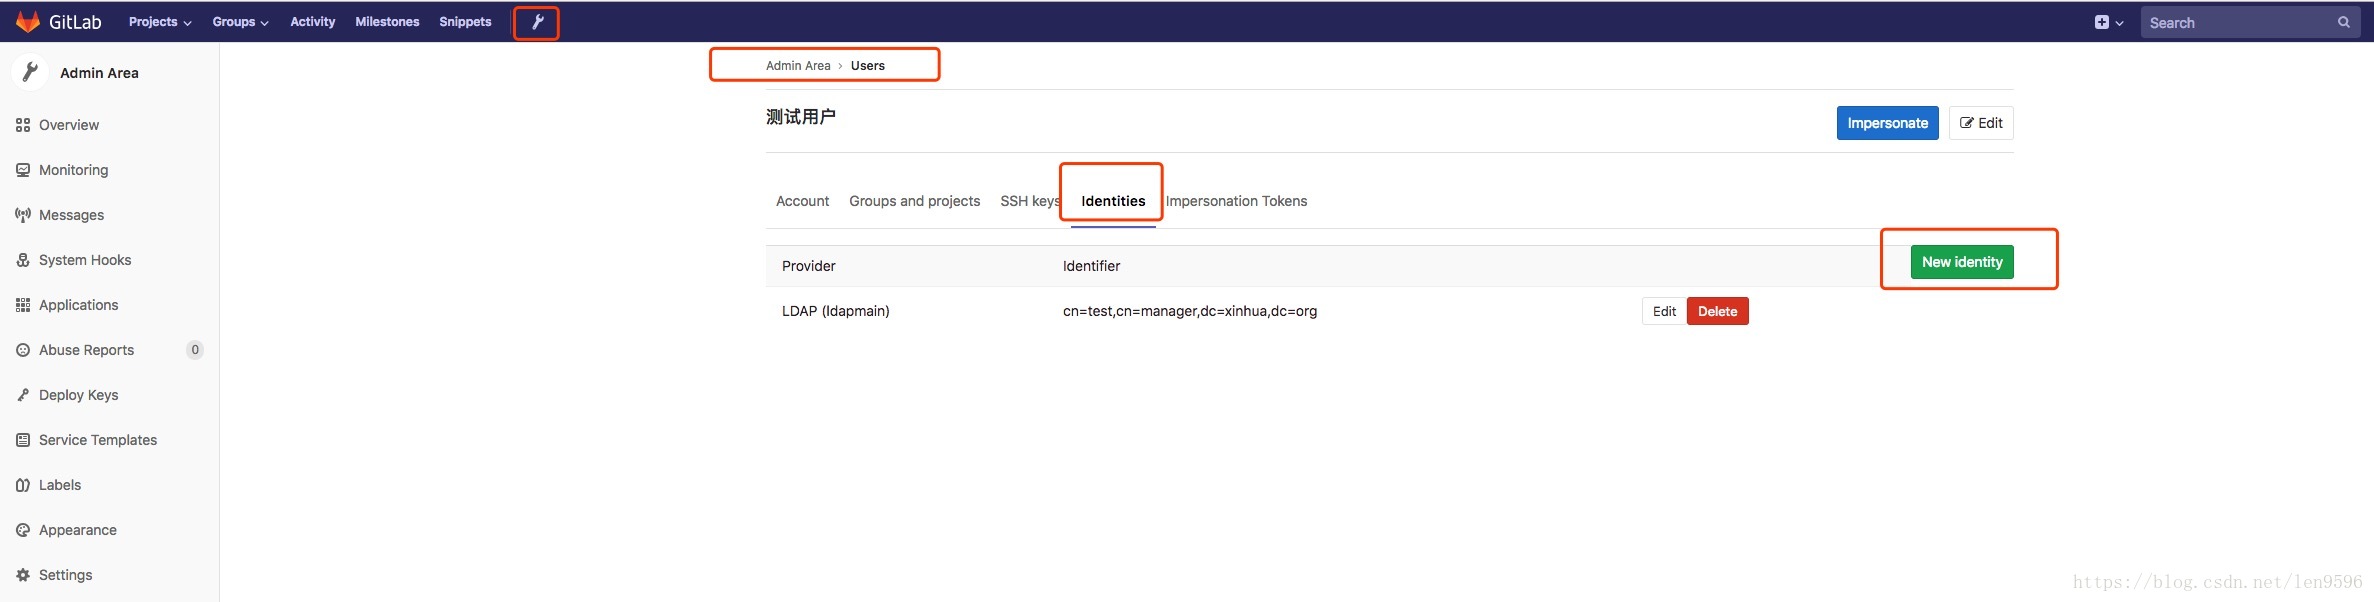 GitLab Projects Groups Activity Milestones Snippets Search
Admin Area
Overview
Monitoring
Messages
System Hooks
Applications
Abuse Reports 0
Deploy Keys
Service Templates
Labels
Appearance
Settings
Admin Area › Users
测试用户
Impersonate Edit
Account Groups and projects SSH keys Identities Impersonation Tokens
Provider Identifier New identity
LDAP (ldapmain) cn=test,cn=manager,dc=xinhua,dc=org Edit Delete
https://blog.csdn.net/len9596